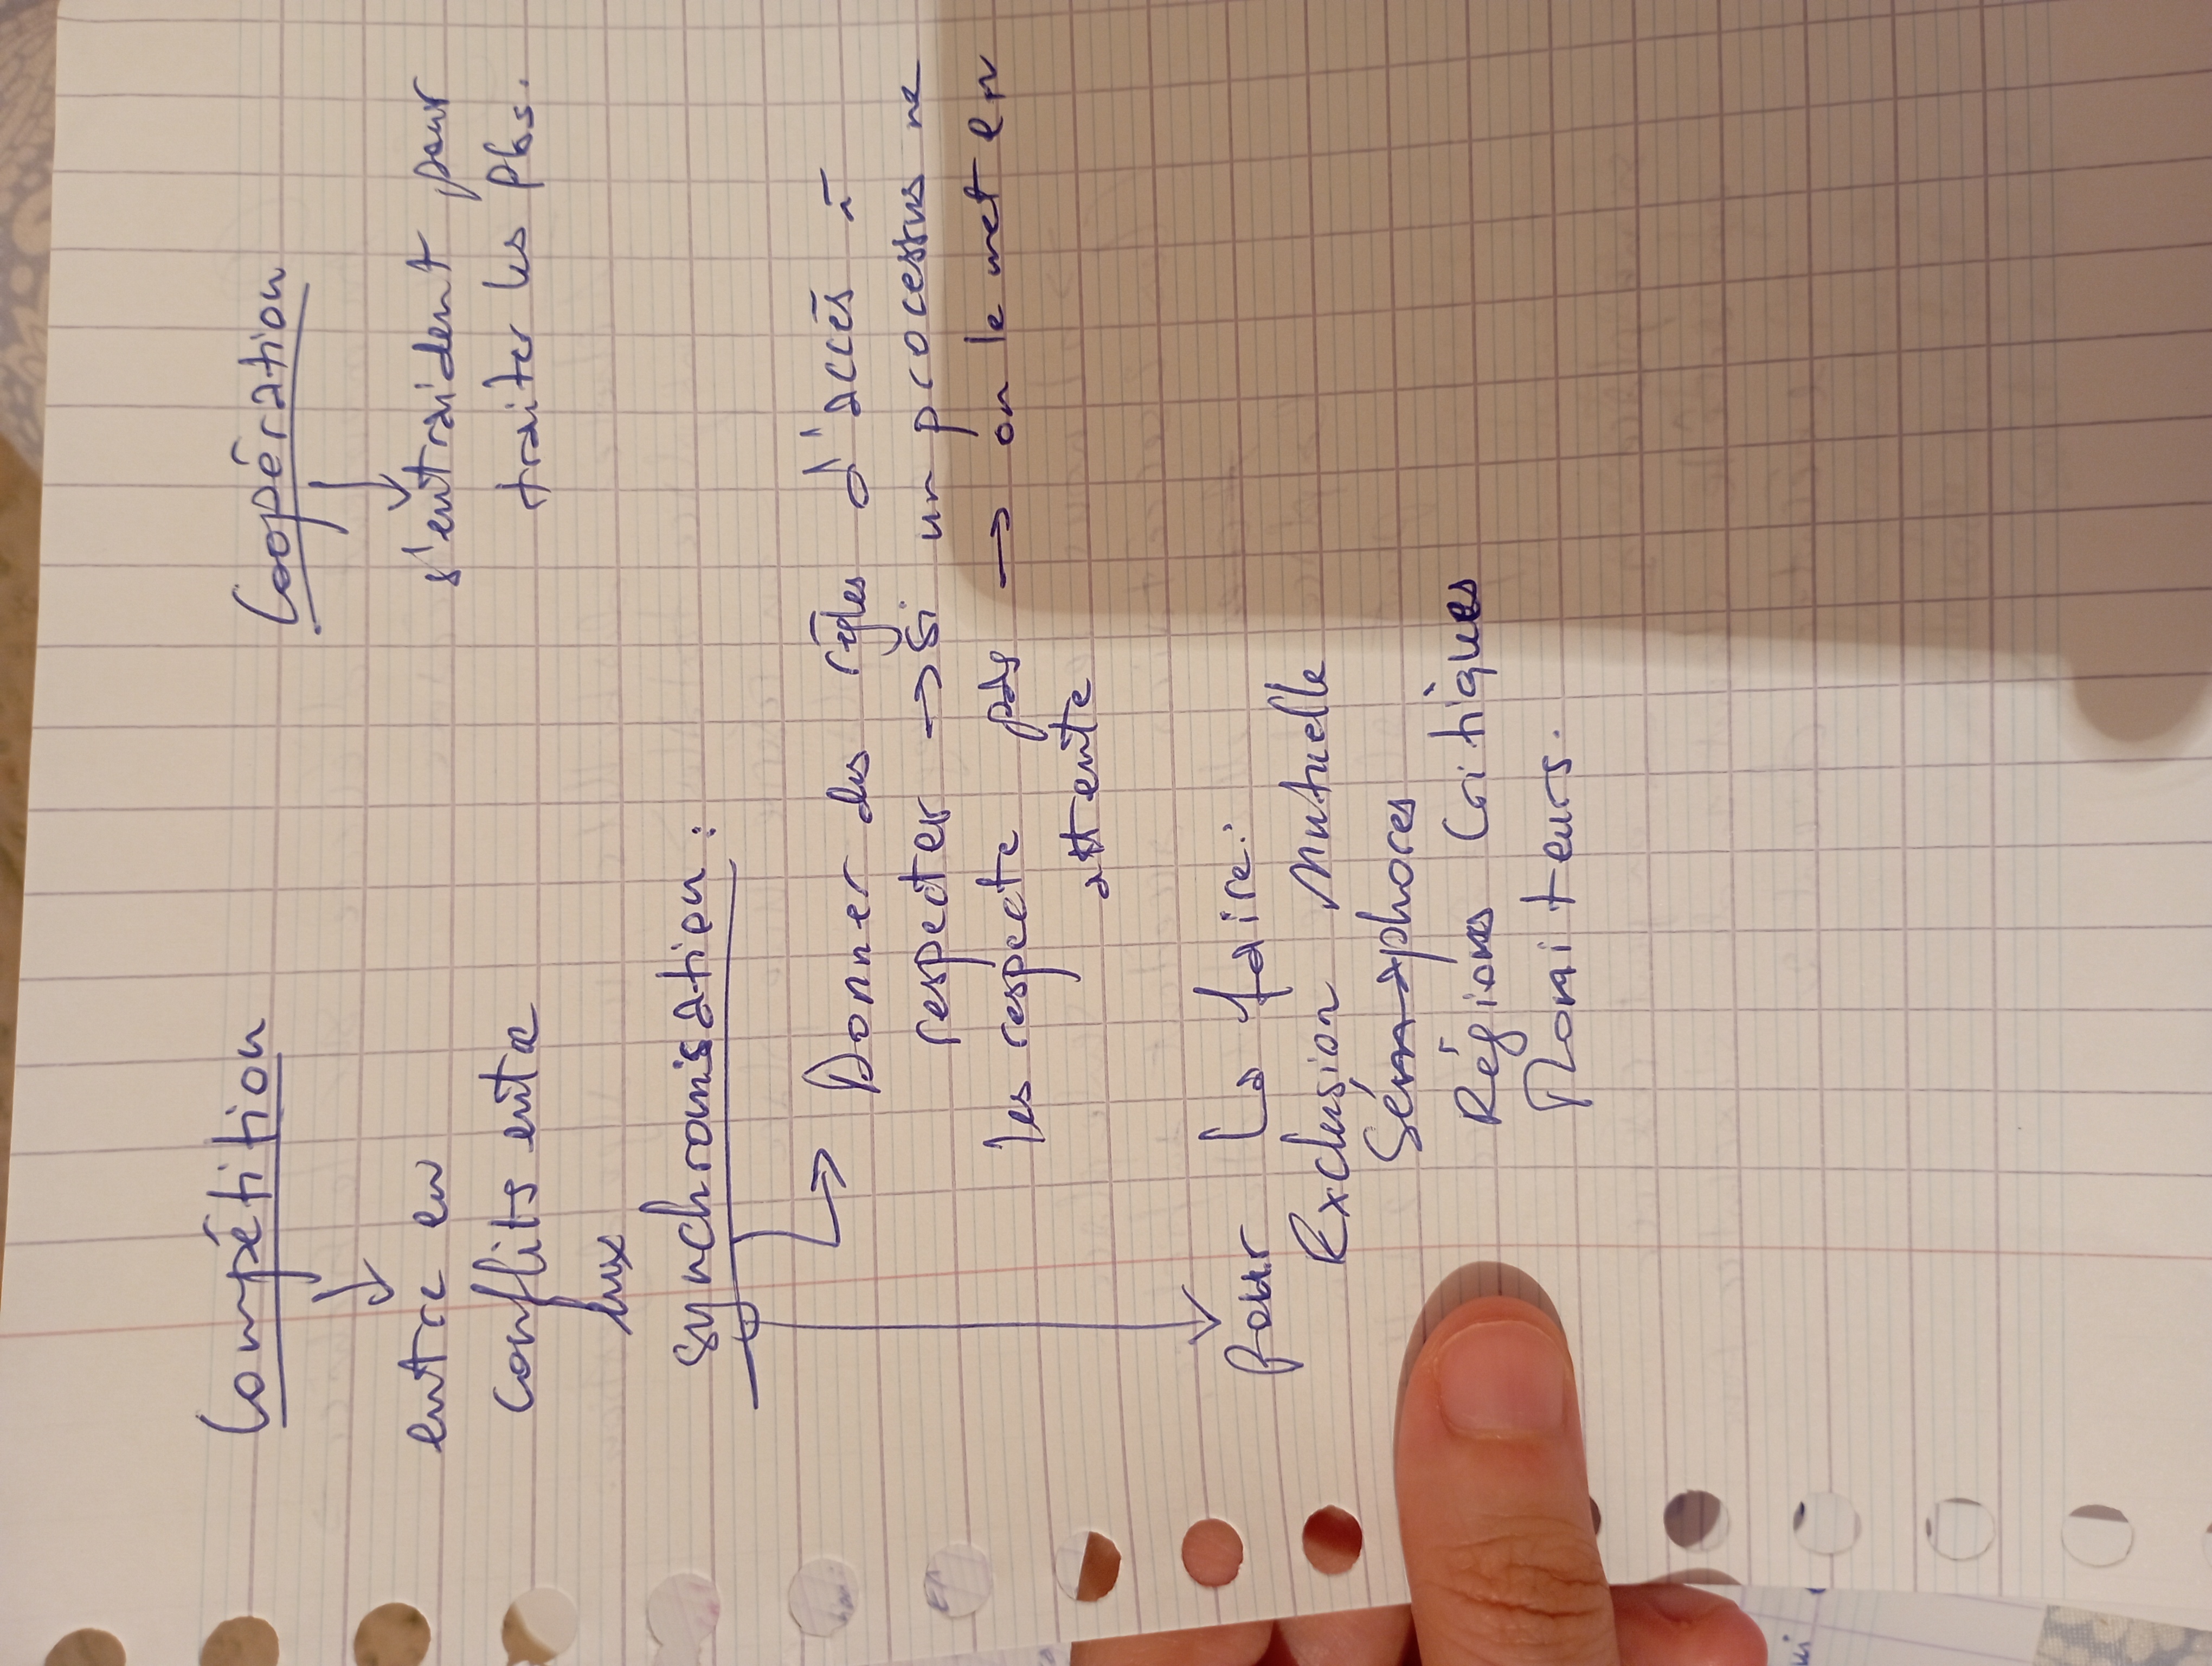 Compétition
Coopération
entre en
conflits entre
eux
s'entraident pour
traiter les Pbs.
synchronisation :
Donner des règles d'accès à
respecter → si un processus ne
les respecte pas → on le met en
attente
pour la faire :
Exclusion Mutuelle
Sémaphores
Régions Critiques
Moniteurs.